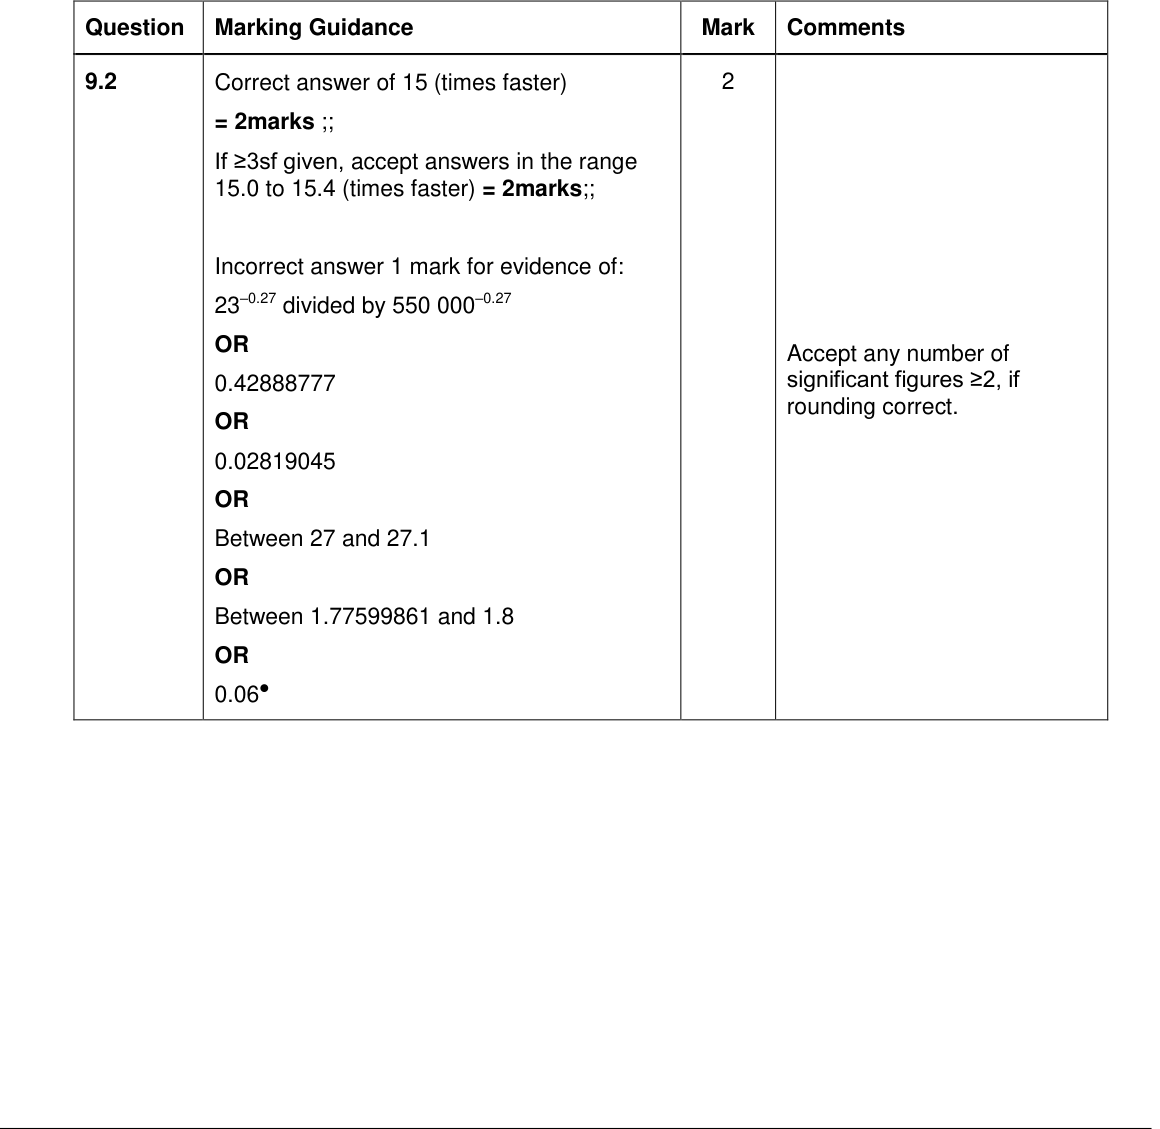 Question Marking Guidance Mark Comments
9.2 Correct answer of 15 (times faster) 2
= 2marks ;;
If ≥3sf given, accept answers in the range
15.0 to 15.4 (times faster) = 2marks;;
Incorrect answer 1 mark for evidence of:
23⁻⁰·²⁷ divided by 550 000⁻⁰·²⁷
OR
0.42888777
OR
0.02819045
OR
Between 27 and 27.1
OR
Between 1.77599861 and 1.8
OR
0.06•
Accept any number of
significant figures ≥2, if
rounding correct.